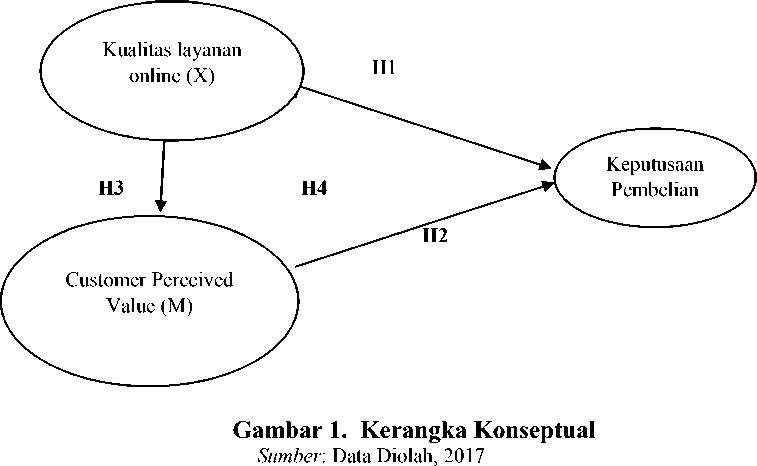 Kualitas layanan
online (X)
H1
Keputusaan
Pembelian
H3
H4
H2
Customer Perceived
Value (M)
Gambar 1. Kerangka Konseptual
Sumber: Data Diolah, 2017